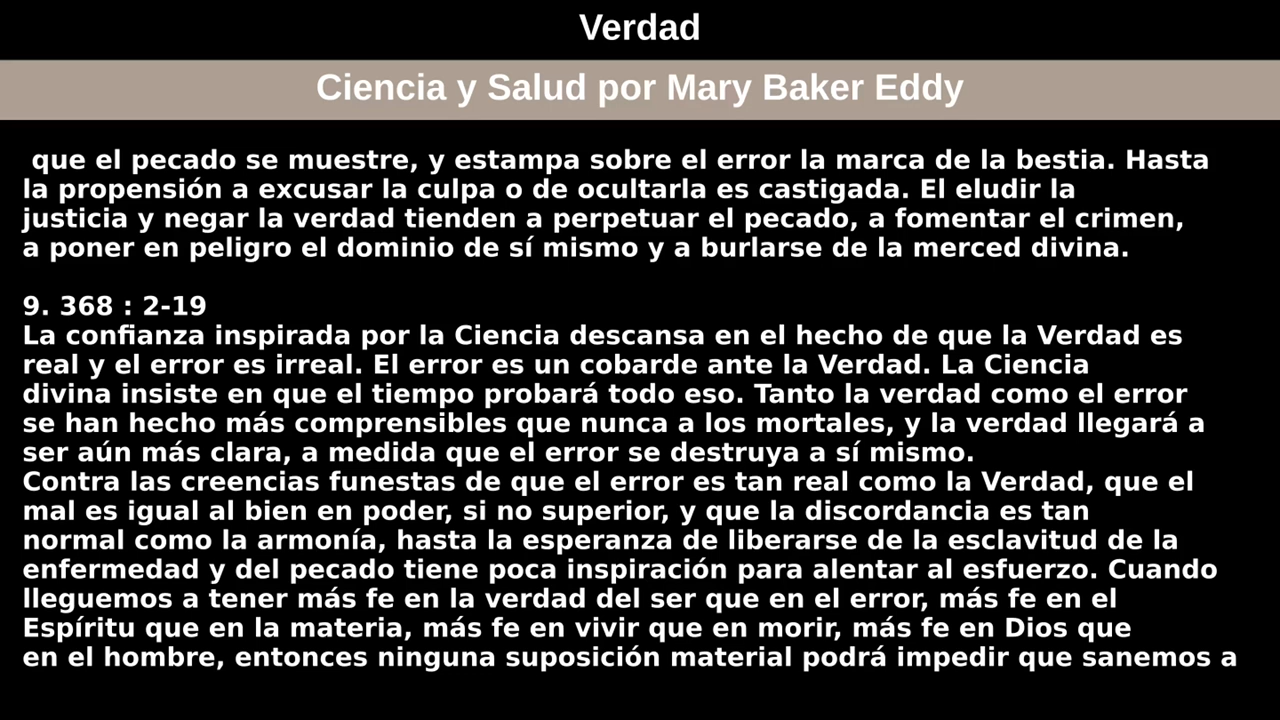 Verdad
Ciencia y Salud por Mary Baker Eddy
que el pecado se muestre, y estampa sobre el error la marca de la bestia. Hasta
la propensión a excusar la culpa o de ocultarla es castigada. El eludir la
justicia y negar la verdad tienden a perpetuar el pecado, a fomentar el crimen,
a poner en peligro el dominio de sí mismo y a burlarse de la merced divina.
9. 368 : 2-19
La confianza inspirada por la Ciencia descansa en el hecho de que la Verdad es
real y el error es irreal. El error es un cobarde ante la Verdad. La Ciencia
divina insiste en que el tiempo probará todo eso. Tanto la verdad como el error
se han hecho más comprensibles que nunca a los mortales, y la verdad llegará a
ser aún más clara, a medida que el error se destruya a sí mismo.
Contra las creencias funestas de que el error es tan real como la Verdad, que el
mal es igual al bien en poder, si no superior, y que la discordancia es tan
normal como la armonía, hasta la esperanza de liberarse de la esclavitud de la
enfermedad y del pecado tiene poca inspiración para alentar al esfuerzo. Cuando
lleguemos a tener más fe en la verdad del ser que en el error, más fe en el
Espíritu que en la materia, más fe en vivir que en morir, más fe en Dios que
en el hombre, entonces ninguna suposición material podrá impedir que sanemos a